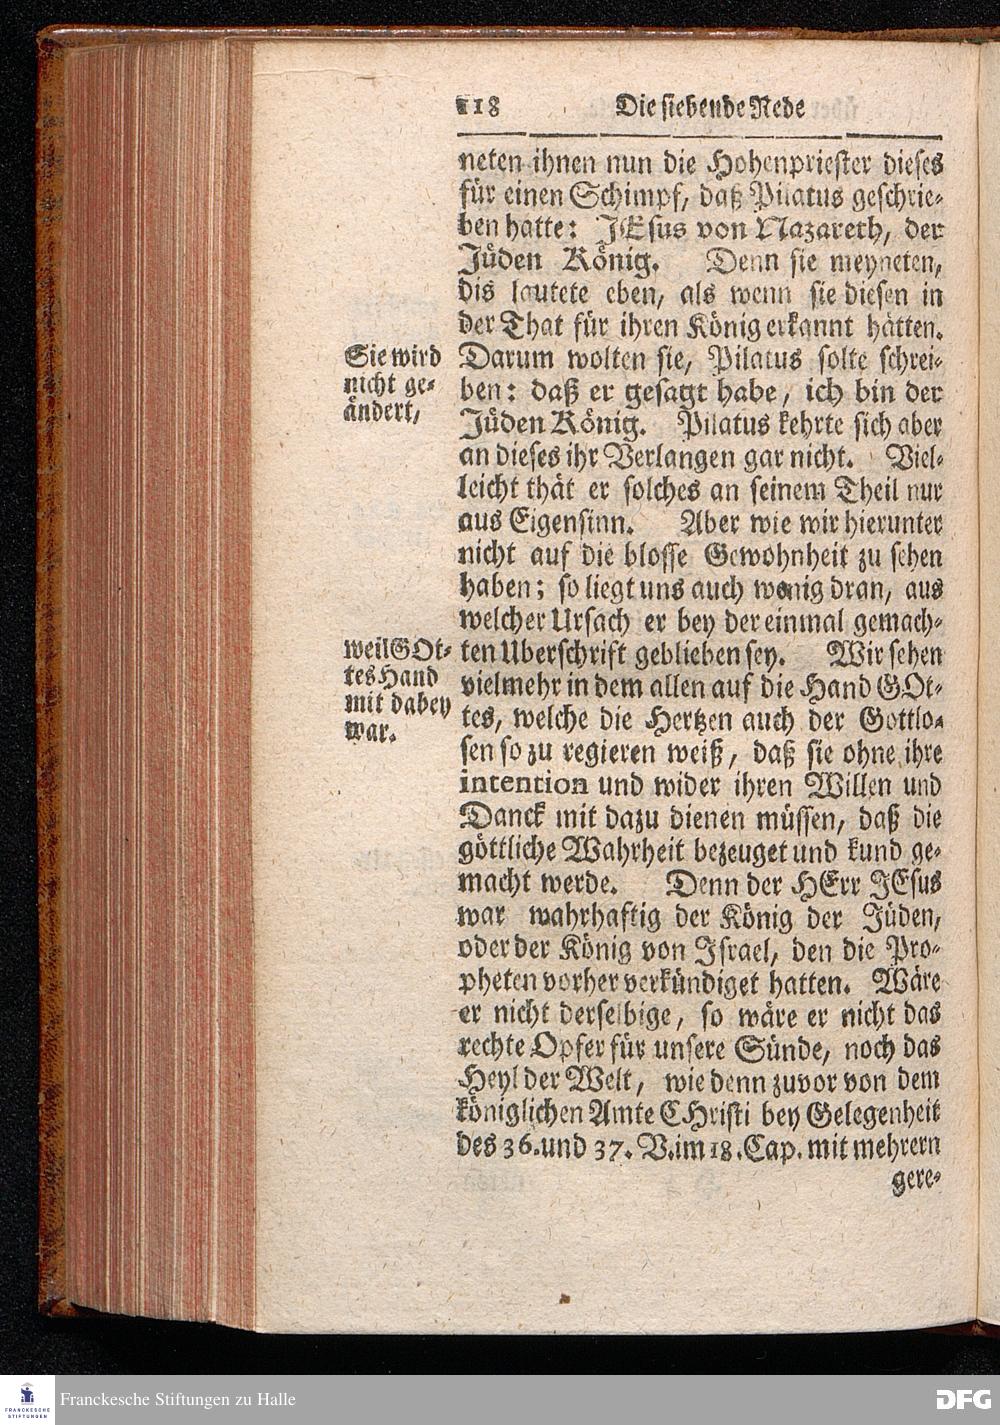 118 Die siebende Rede
neten ihnen nun die Hohenpriester dieses
für einen Schimpf, daß Pilatus geschrie-
ben hatte: JEsus von Nazareth, der
Jüden König. Denn sie meyneten,
dis lautete eben, als wenn sie diesen in
der That für ihren König erkannt hätten.
Sie wird
nicht ge-
ändert,
Darum wolten sie, Pilatus solte schrei-
ben: daß er gesagt habe, ich bin der
Jüden König. Pilatus kehrte sich aber
an dieses ihr Verlangen gar nicht. Viel-
leicht thät er solches an seinem Theil nur
aus Eigensinn. Aber wie wir hierunter
nicht auf die blosse Gewohnheit zu sehen
haben; so liegt uns auch wenig dran, aus
welcher Ursach er bey der einmal gemach-
weil GOt-
tes Hand
mit dabey
war.
ten Uberschrift geblieben sey. Wir sehen
vielmehr in dem allen auf die Hand GOt-
tes, welche die Hertzen auch der Gottlo-
sen so zu regieren weiß, daß sie ohne ihre
intention und wider ihren Willen und
Danck mit dazu dienen müssen, daß die
göttliche Wahrheit bezeuget und kund ge-
macht werde. Denn der HErr JEsus
war wahrhaftig der König der Jüden,
oder der König von Israel, den die Pro-
pheten vorher verkündiget hatten. Wäre
er nicht derselbige, so wäre er nicht das
rechte Opfer für unsere Sünde, noch das
Heyl der Welt, wie denn zuvor von dem
königlichen Amte CHristi bey Gelegenheit
des 36. und 37. V. im 18. Cap. mit mehrern
gere-
FRANCKESCHE
STIFTUNGEN
Franckesche Stiftungen zu Halle
DFG